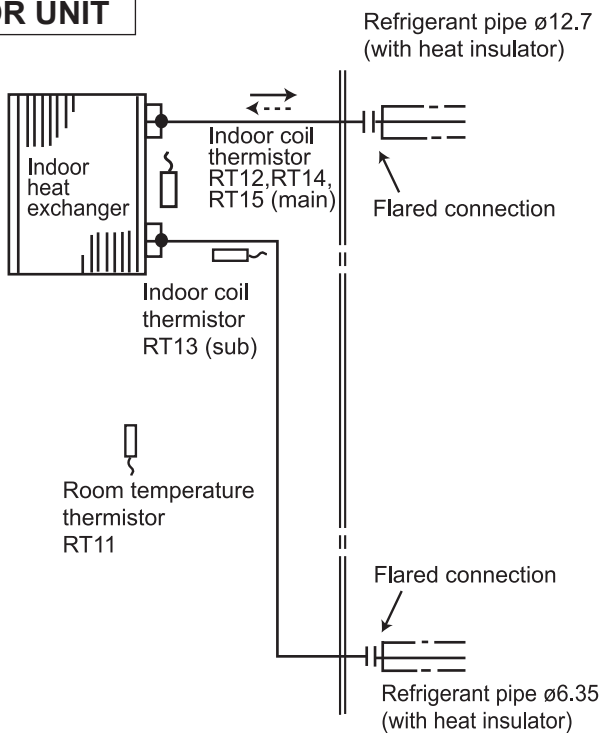 OR UNIT
Refrigerant pipe ø12.7
(with heat insulator)
Indoor
heat
exchanger
Indoor coil
thermistor
RT12,RT14,
RT15 (main)
Flared connection
Indoor coil
thermistor
RT13 (sub)
Room temperature
thermistor
RT11
Flared connection
Refrigerant pipe ø6.35
(with heat insulator)